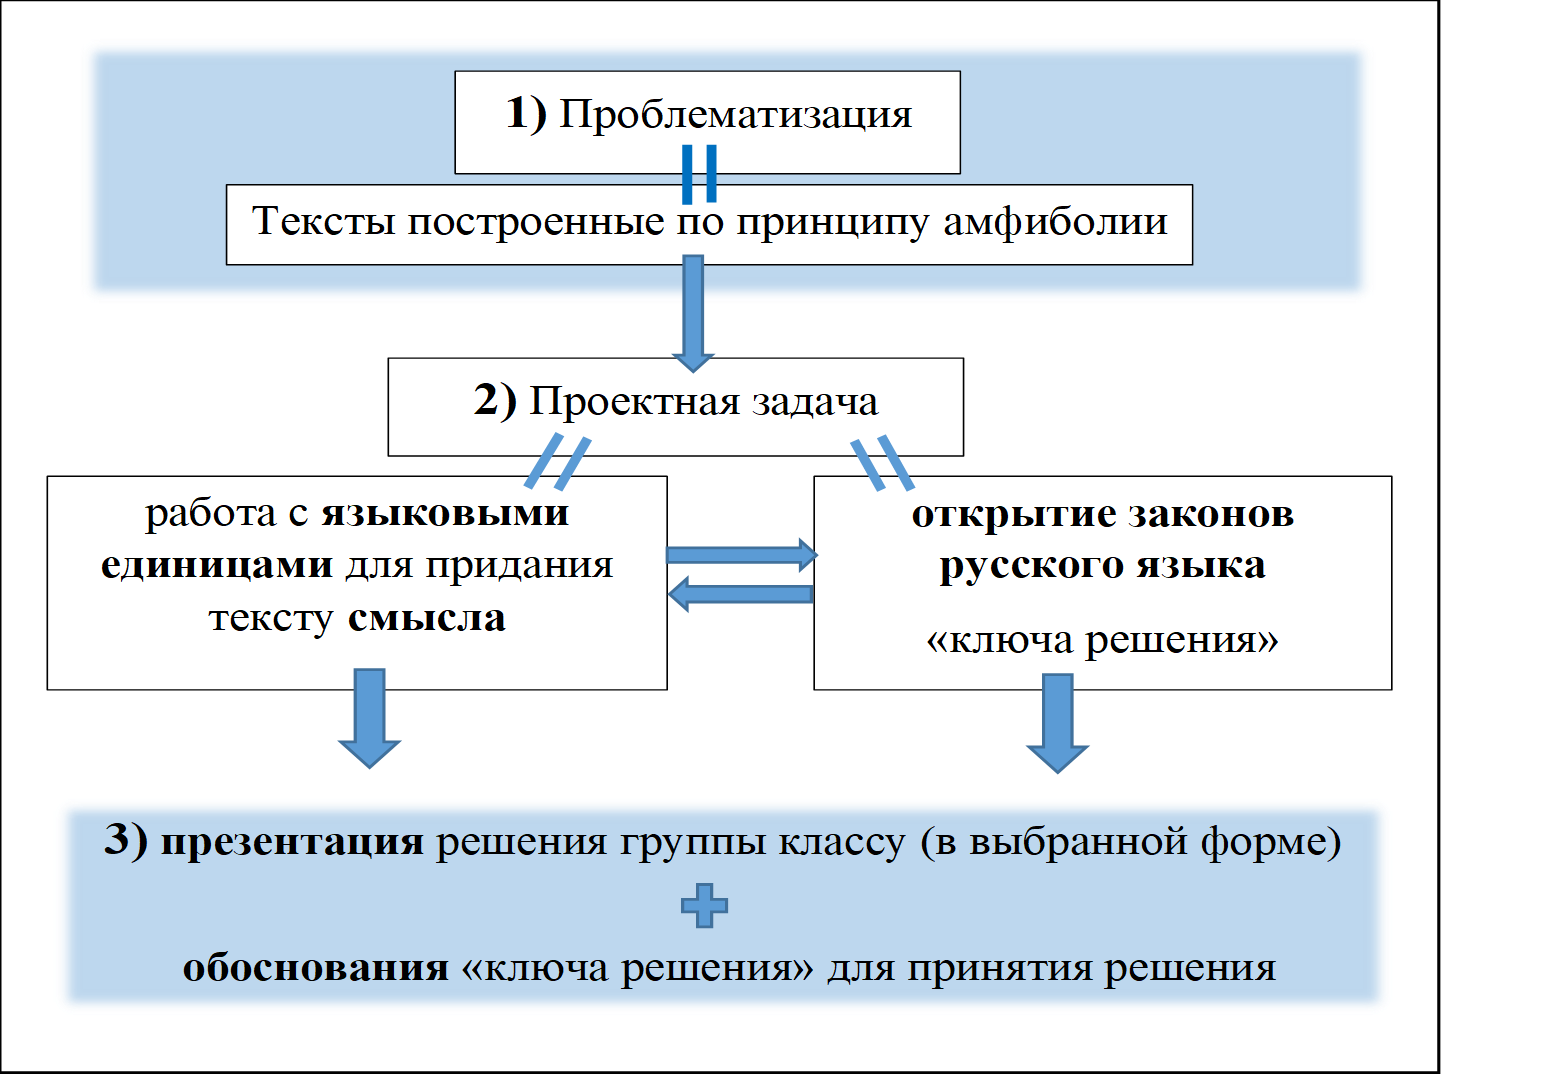 1) Проблематизация
Тексты построенные по принципу амфиболии
2) Проектная задача
работа с языковыми
единицами для придания
тексту смысла
открытие законов
русского языка
«ключа решения»
3) презентация решения группы классу (в выбранной форме)
обоснования «ключа решения» для принятия решения